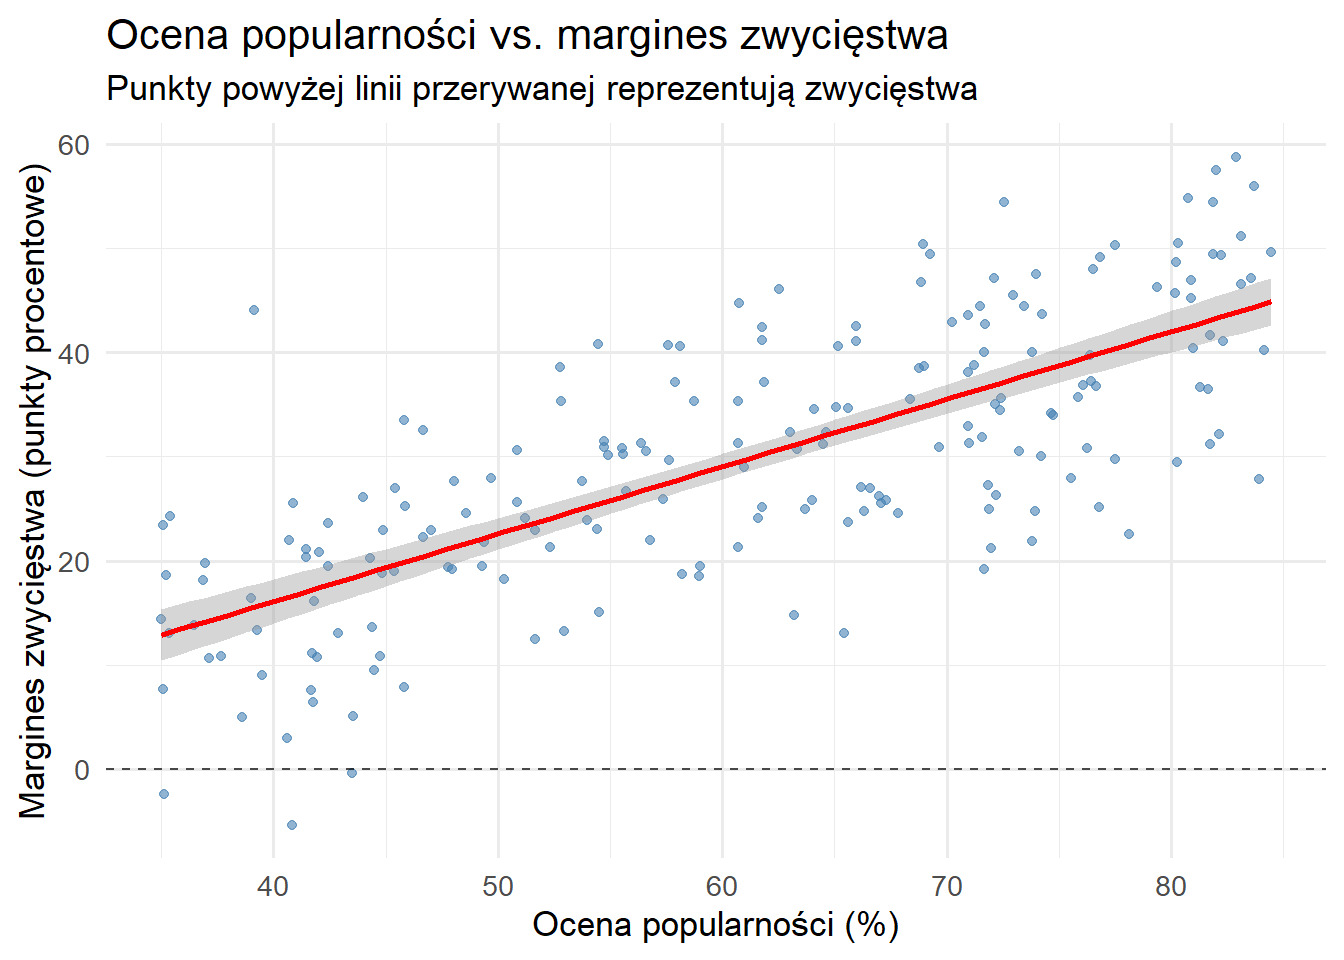 Ocena popularności vs. margines zwycięstwa
Punkty powyżej linii przerywanej reprezentują zwycięstwa
Margines zwycięstwa (punkty procentowe)
60
40
20
0
40 50 60 70 80
Ocena popularności (%)